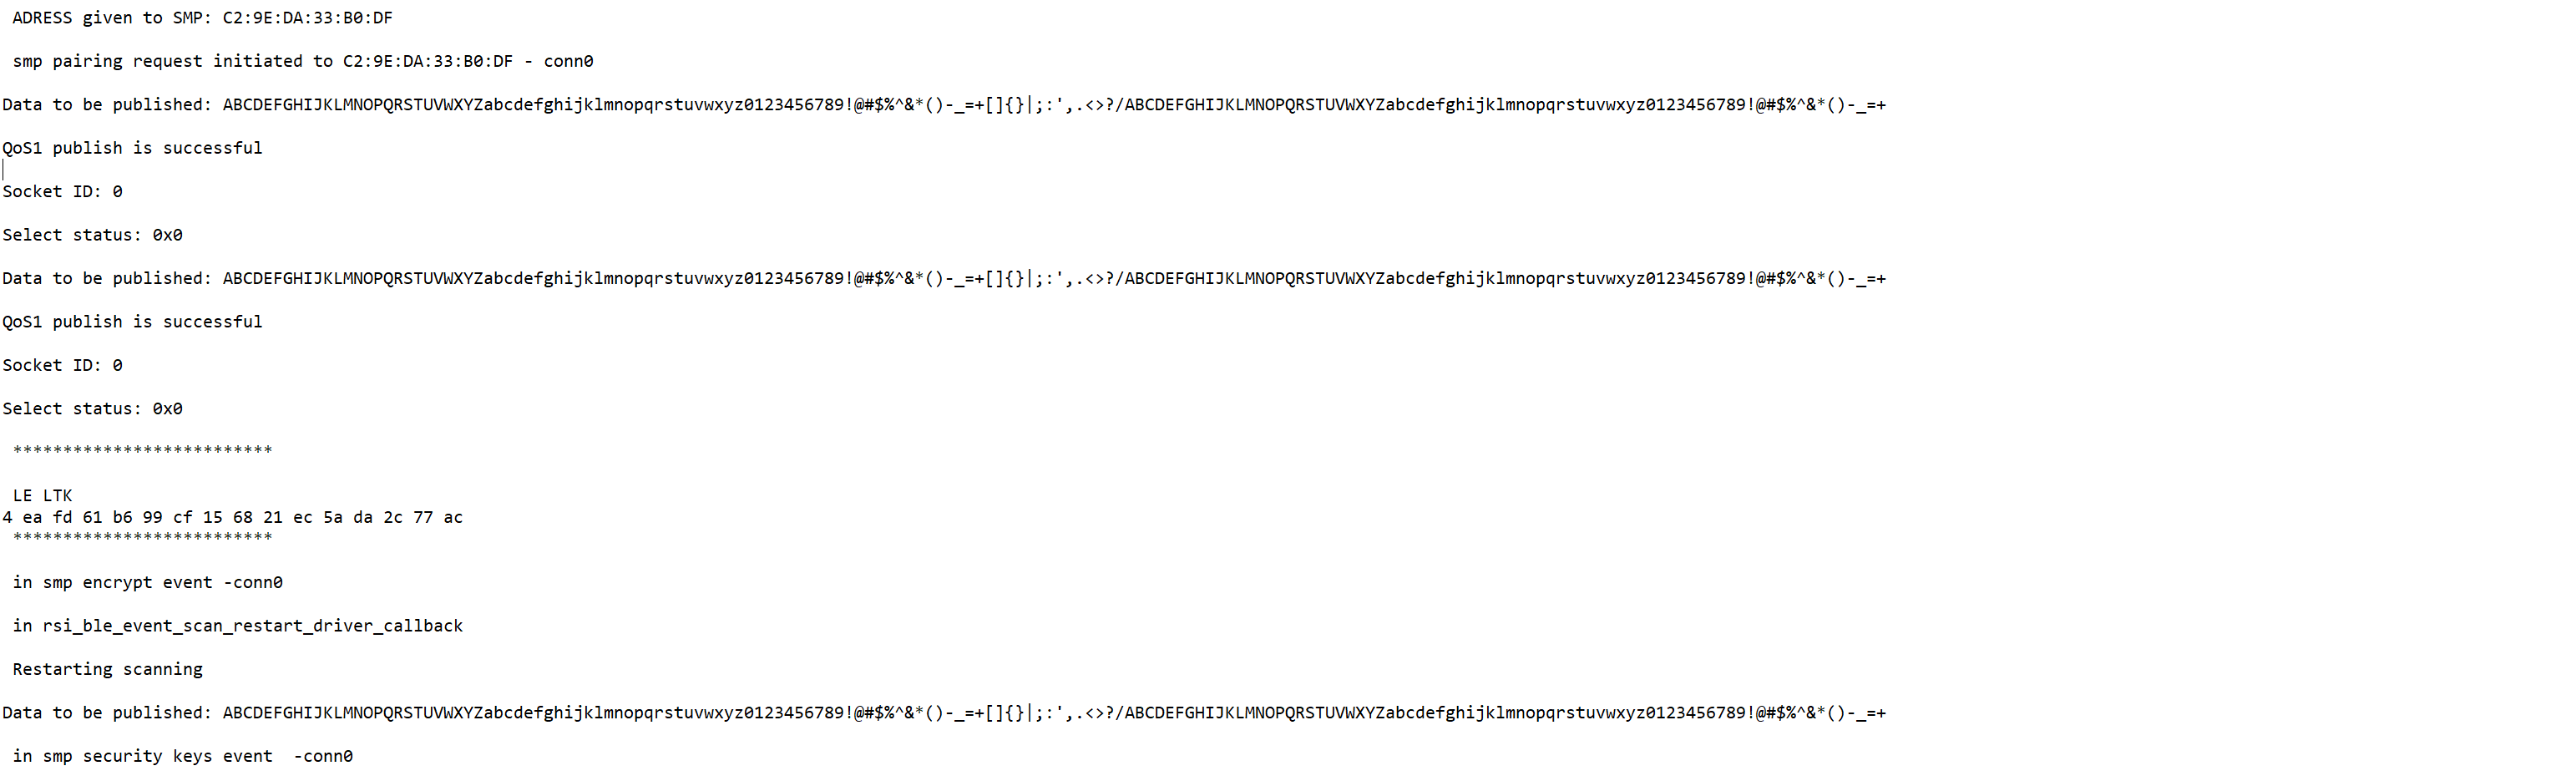 ADRESS given to SMP: C2:9E:DA:33:B0:DF
smp pairing request initiated to C2:9E:DA:33:B0:DF - conn0
Data to be published: ABCDEFGHIJKLMNOPQRSTUVWXYZabcdefghijklmnopqrstuvwxyz0123456789!@#$%^&*()-_=+[]{}|;:',.<>?/ABCDEFGHIJKLMNOPQRSTUVWXYZabcdefghijklmnopqrstuvwxyz0123456789!@#$%^&*()-_=+
QoS1 publish is successful
Socket ID: 0
Select status: 0x0
Data to be published: ABCDEFGHIJKLMNOPQRSTUVWXYZabcdefghijklmnopqrstuvwxyz0123456789!@#$%^&*()-_=+[]{}|;:',.<>?/ABCDEFGHIJKLMNOPQRSTUVWXYZabcdefghijklmnopqrstuvwxyz0123456789!@#$%^&*()-_=+
QoS1 publish is successful
Socket ID: 0
Select status: 0x0
**************************
LE LTK
4 ea fd 61 b6 99 cf 15 68 21 ec 5a da 2c 77 ac
**************************
in smp encrypt event -conn0
in rsi_ble_event_scan_restart_driver_callback
Restarting scanning
Data to be published: ABCDEFGHIJKLMNOPQRSTUVWXYZabcdefghijklmnopqrstuvwxyz0123456789!@#$%^&*()-_=+[]{}|;:',.<>?/ABCDEFGHIJKLMNOPQRSTUVWXYZabcdefghijklmnopqrstuvwxyz0123456789!@#$%^&*()-_=+
in smp security keys event  -conn0